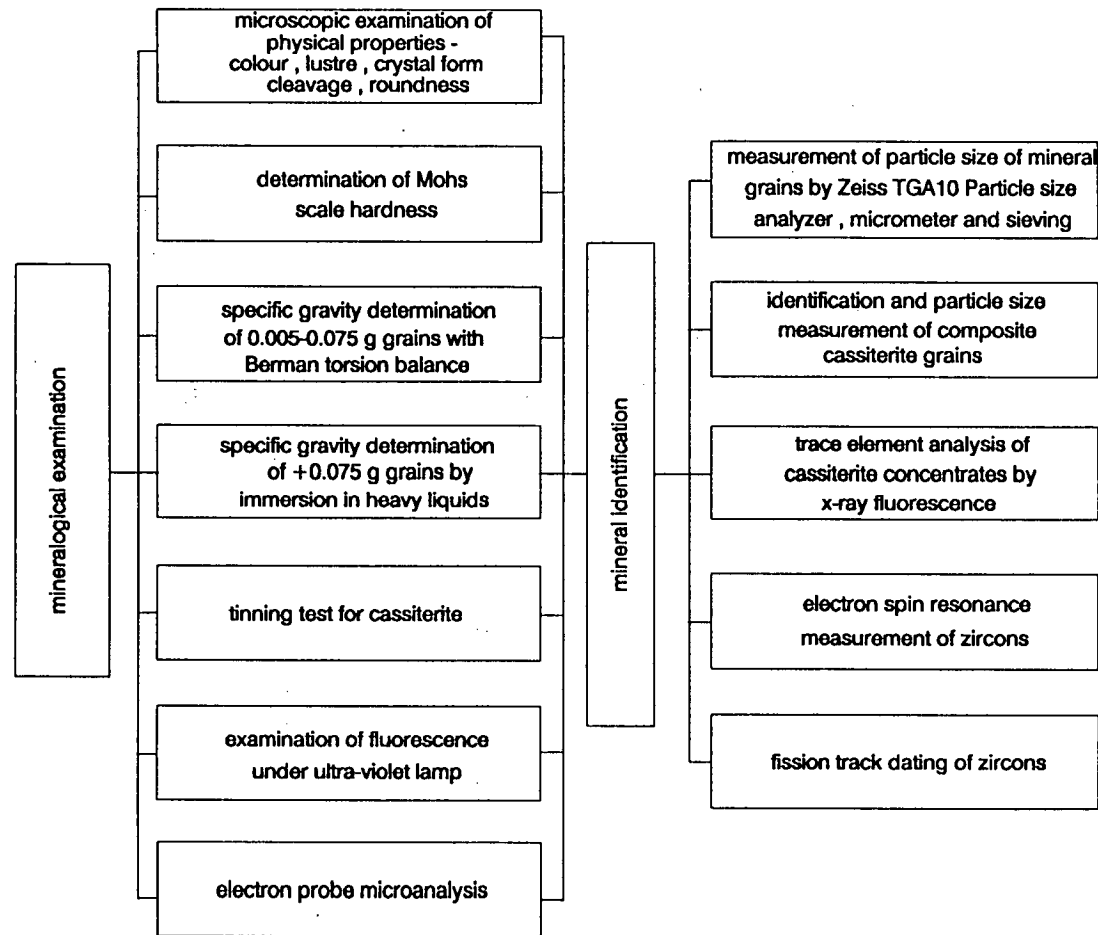 mineralogical examination
microscopic examination of
physical properties -
colour , lustre , crystal form
cleavage , roundness
determination of Mohs
scale hardness
specific gravity determination
of 0.005-0.075 g grains with
Berman torsion balance
specific gravity determination
of +0.075 g grains by
immersion in heavy liquids
tinning test for cassiterite
examination of fluorescence
under ultra-violet lamp
electron probe microanalysis
mineral identification
measurement of particle size of mineral
grains by Zeiss TGA10 Particle size
analyzer , micrometer and sieving
identification and particle size
measurement of composite
cassiterite grains
trace element analysis of
cassiterite concentrates by
x-ray fluorescence
electron spin resonance
measurement of zircons
fission track dating of zircons